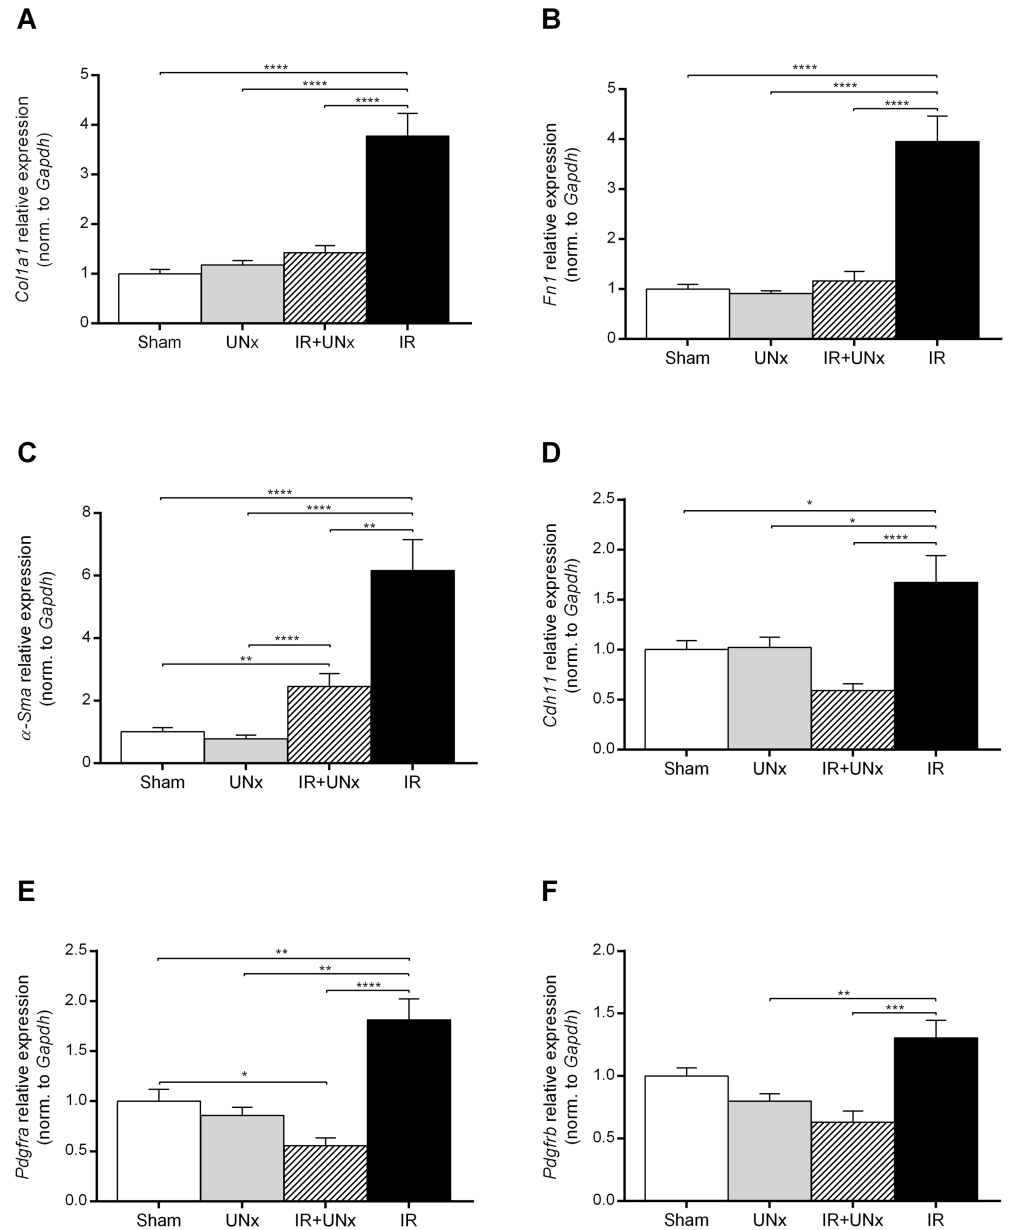 A
Col1a1 relative expression
(norm. to Gapdh)
5
4
3
2
1
0
****
****
****
Sham UNx IR+UNx IR
B
Fn1 relative expression
(norm. to Gapdh)
5
4
3
2
1
0
****
****
****
Sham UNx IR+UNx IR
C
α-Sma relative expression
(norm. to Gapdh)
8
6
4
2
0
****
****
**
****
**
Sham UNx IR+UNx IR
D
Cdh11 relative expression
(norm. to Gapdh)
2.5
2.0
1.5
1.0
0.5
0.0
*
*
****
Sham UNx IR+UNx IR
E
Pdgfra relative expression
(norm. to Gapdh)
2.5
2.0
1.5
1.0
0.5
0.0
**
**
****
*
Sham UNx IR+UNx IR
F
Pdgfrb relative expression
(norm. to Gapdh)
2.0
1.5
1.0
0.5
0.0
**
***
Sham UNx IR+UNx IR